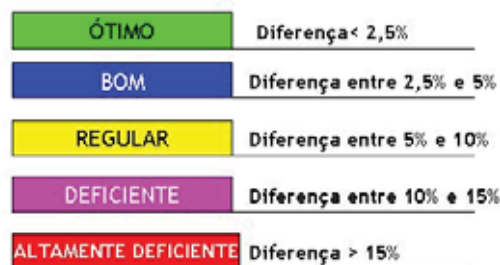 ÓTIMO Diferença< 2,5%
BOM Diferença entre 2,5% e 5%
REGULAR Diferença entre 5% e 10%
DEFICIENTE Diferença entre 10% e 15%
ALTAMENTE DEFICIENTE Diferença > 15%